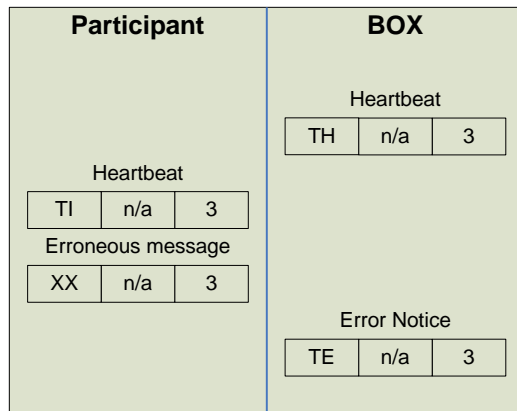 Participant
BOX
Heartbeat
TH n/a 3
Heartbeat
TI n/a 3
Erroneous message
XX n/a 3
Error Notice
TE n/a 3